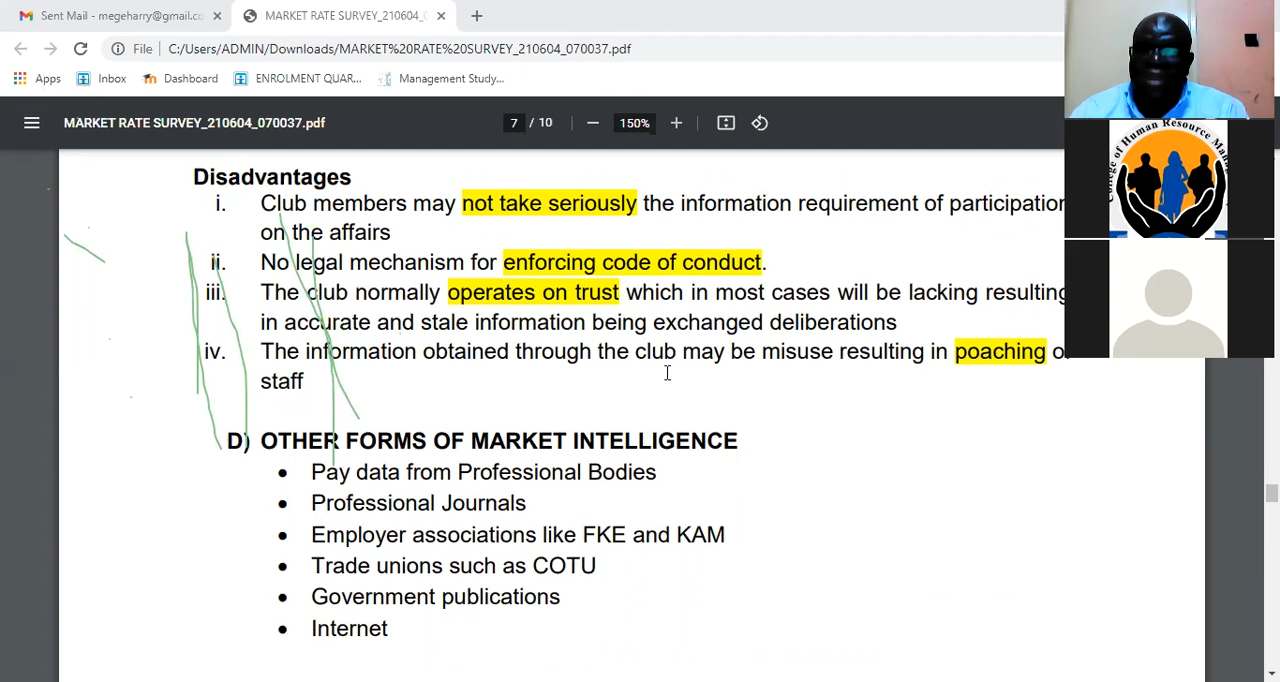 Sent Mail - megeharry@gmail.cc
MARKET RATE SURVEY_210604_0
File C:/Users/ADMIN/Downloads/MARKET%20RATE%20SURVEY_210604_070037.pdf
Apps Inbox Dashboard ENROLMENT QUAR... Management Study...
MARKET RATE SURVEY_210604_070037.pdf 7 / 10 150%
College of Human Resource Manag
Disadvantages
i. Club members may not take seriously the information requirement of participation
on the affairs
ii. No legal mechanism for enforcing code of conduct.
iii. The club normally operates on trust which in most cases will be lacking resulting
in accurate and stale information being exchanged deliberations
iv. The information obtained through the club may be misuse resulting in poaching o
staff
D) OTHER FORMS OF MARKET INTELLIGENCE
• Pay data from Professional Bodies
• Professional Journals
• Employer associations like FKE and KAM
• Trade unions such as COTU
• Government publications
• Internet